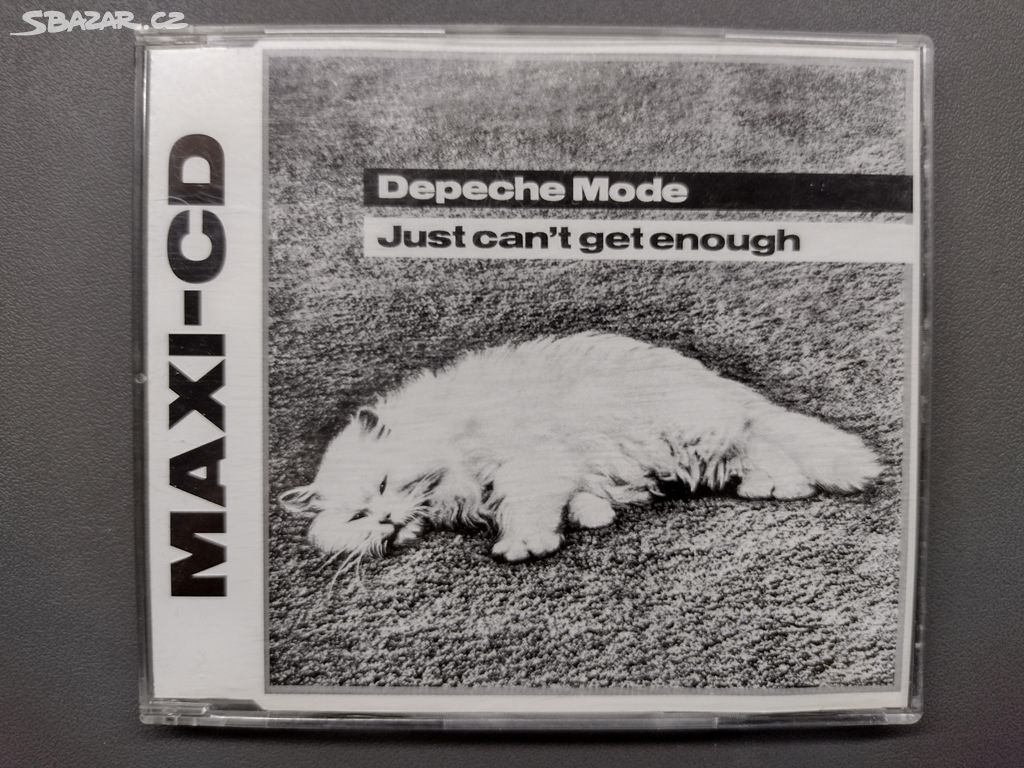 SBAZAR.CZ
MAXI-CD
Depeche Mode
Just can't get enough